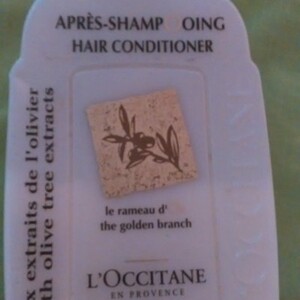 APRÈS-SHAMP OING
HAIR CONDITIONER
extraits de l'olivier
olive tree extracts
le rameau d'
the golden branch
L'OCCITANE
EN PROVENCE